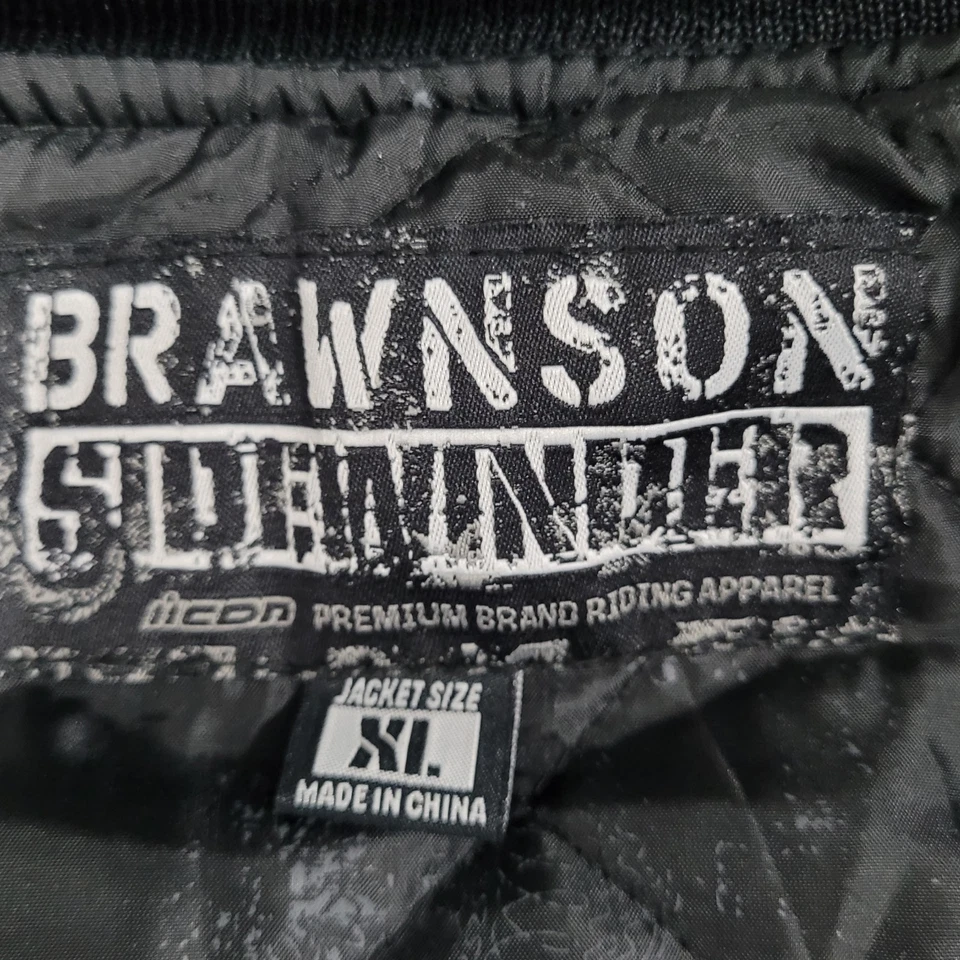 BRAWNSON
SIDEWINDER
icon PREMIUM BRAND RIDING APPAREL
JACKET SIZE
XL
MADE IN CHINA